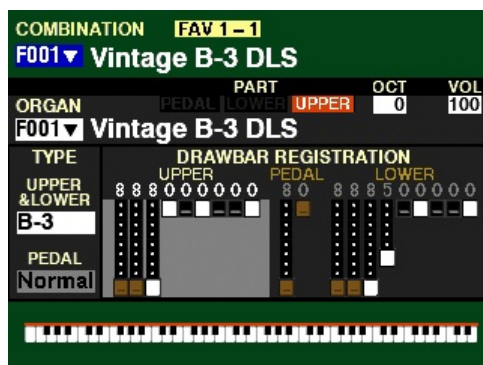 COMBINATION FAV 1 – 1
F001▼ Vintage B-3 DLS
PART OCT VOL
ORGAN PEDAL LOWER UPPER 0 100
F001▼ Vintage B-3 DLS
TYPE DRAWBAR REGISTRATION
UPPER PEDAL LOWER
UPPER 888000000 80 888500000
&LOWER
B-3
PEDAL
Normal